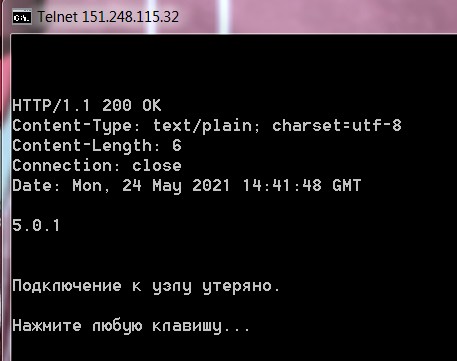 Telnet 151.248.115.32
HTTP/1.1 200 OK
Content-Type: text/plain; charset=utf-8
Content-Length: 6
Connection: close
Date: Mon, 24 May 2021 14:41:48 GMT
5.0.1
Подключение к узлу утеряно.
Нажмите любую клавишу...